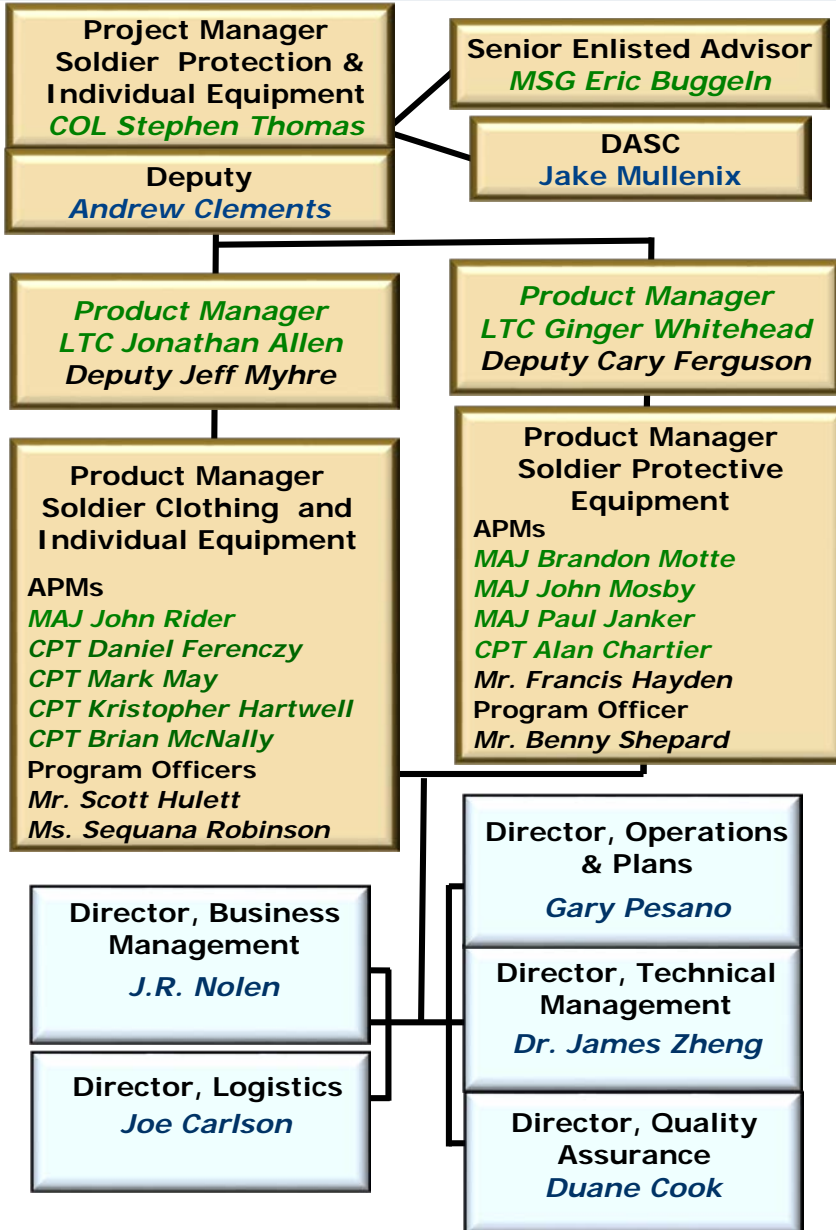 Project Manager
Soldier Protection &
Individual Equipment
COL Stephen Thomas
Deputy
Andrew Clements
Senior Enlisted Advisor
MSG Eric Buggeln
DASC
Jake Mullenix
Product Manager
LTC Jonathan Allen
Deputy Jeff Myhre
Product Manager
LTC Ginger Whitehead
Deputy Cary Ferguson
Product Manager
Soldier Clothing and
Individual Equipment
APMs
MAJ John Rider
CPT Daniel Ferenczy
CPT Mark May
CPT Kristopher Hartwell
CPT Brian McNally
Program Officers
Mr. Scott Hulett
Ms. Sequana Robinson
Product Manager
Soldier Protective
Equipment
APMs
MAJ Brandon Motte
MAJ John Mosby
MAJ Paul Janker
CPT Alan Chartier
Mr. Francis Hayden
Program Officer
Mr. Benny Shepard
Director, Business
Management
J.R. Nolen
Director, Logistics
Joe Carlson
Director, Operations
& Plans
Gary Pesano
Director, Technical
Management
Dr. James Zheng
Director, Quality
Assurance
Duane Cook